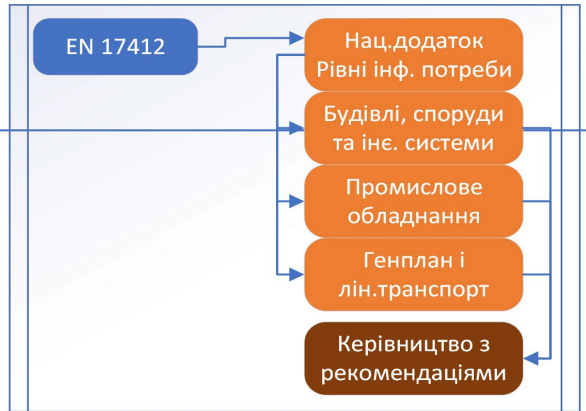 EN 17412
Нац.додаток
Рівні інф. потреби
Будівлі, споруди
та інє. системи
Промислове
обладнання
Генплан і
лін.транспорт
Керівництво з
рекомендаціями